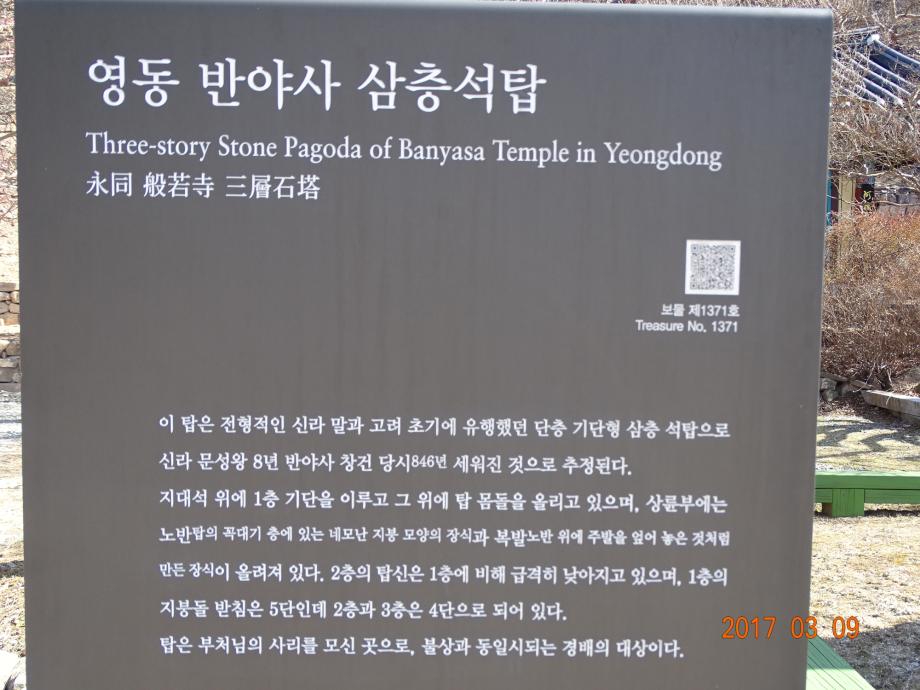 영동 반야사 삼층석탑
Three-story Stone Pagoda of Banyasa Temple in Yeongdong
永同 般若寺 三層石塔
보물 제1371호
Treasure No. 1371
이 탑은 전형적인 신라 말과 고려 초기에 유행했던 단층 기단형 삼층 석탑으로
신라 문성왕 8년 반야사 창건 당시846년 세워진 것으로 추정된다.
지대석 위에 1층 기단을 이루고 그 위에 탑 몸돌을 올리고 있으며, 상륜부에는
노반탑의 꼭대기 층에 있는 네모난 지붕 모양의 장식과 복발노반 위에 주발을 엎어 놓은 것처럼
만든 장식이 올려져 있다. 2층의 탑신은 1층에 비해 급격히 낮아지고 있으며, 1층의
지붕돌 받침은 5단인데 2층과 3층은 4단으로 되어 있다.
탑은 부처님의 사리를 모신 곳으로, 불상과 동일시되는 경배의 대상이다.
2017 03 09